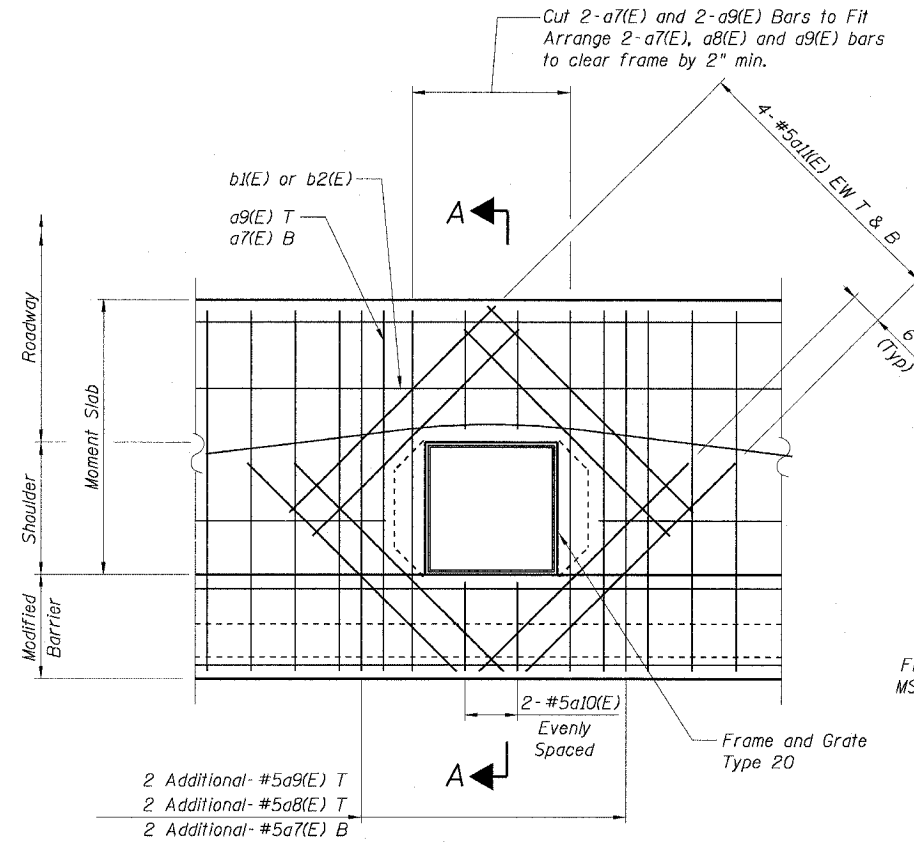 Cut 2-a7(E) and 2-a9(E) Bars to Fit
Arrange 2-a7(E), a8(E) and a9(E) bars
to clear frame by 2" min.
4-#5a11(E) EW T & B
b1(E) or b2(E)
a9(E) T
a7(E) B
A
Roadway
Moment Slab
6
(Typ)
Shoulder
Modified
Barrier
2-#5a10(E)
Evenly
Spaced
Frame and Grate
Type 20
A
2 Additional-#5a9(E) T
2 Additional-#5a8(E) T
2 Additional-#5a7(E) B